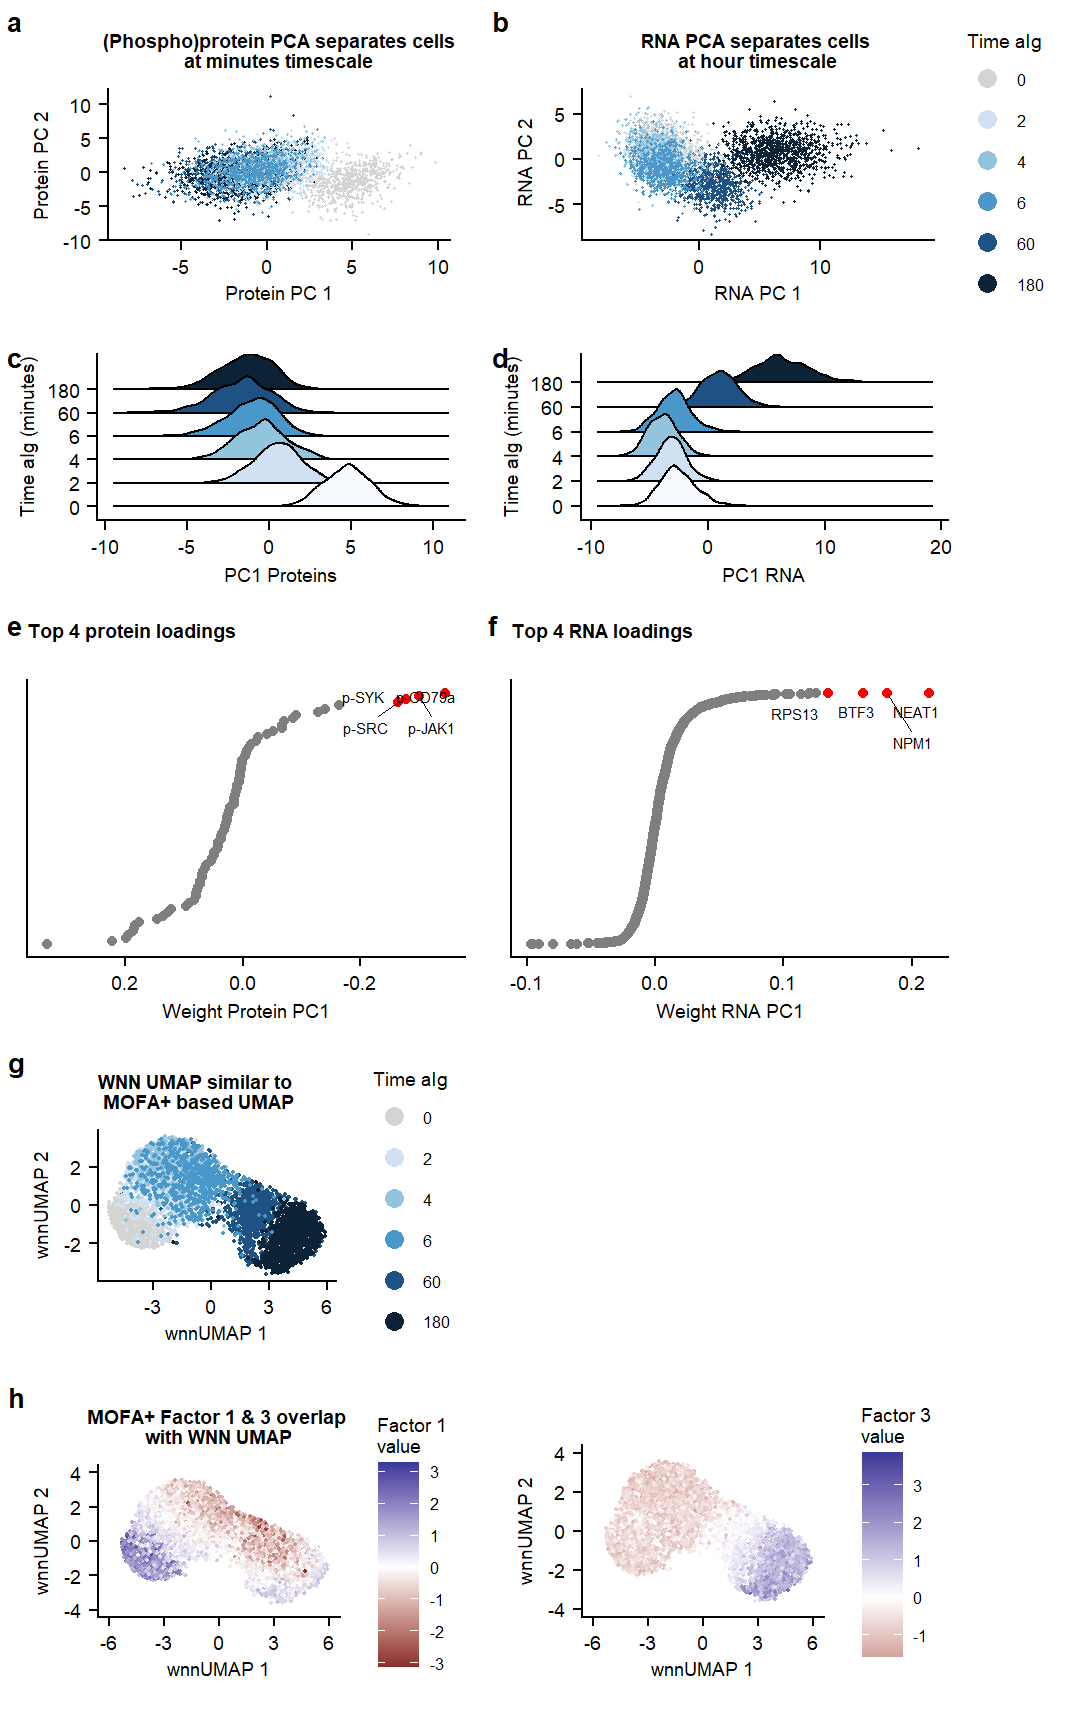 a
(Phospho)protein PCA separates cells
at minutes timescale
Protein PC 2
10
5
0
-5
-10
-5
0
5
10
Protein PC 1
b
RNA PCA separates cells
at hour timescale
RNA PC 2
5
0
-5
0
10
RNA PC 1
Time aIg
0
2
4
6
60
180
c
Time aIg (minutes)
180
60
6
4
2
0
-10
-5
0
5
10
PC1 Proteins
d
Time aIg (minutes)
180
60
6
4
2
0
-10
0
10
20
PC1 RNA
e Top 4 protein loadings
p-SYK
p-CD79a
p-SRC
p-JAK1
0.2
0.0
-0.2
Weight Protein PC1
f Top 4 RNA loadings
RPS13
BTF3
NEAT1
NPM1
-0.1
0.0
0.1
0.2
Weight RNA PC1
g
WNN UMAP similar to
MOFA+ based UMAP
wnnUMAP 2
2
0
-2
-3
0
3
6
wnnUMAP 1
Time aIg
0
2
4
6
60
180
h
MOFA+ Factor 1 & 3 overlap
with WNN UMAP
wnnUMAP 2
4
2
0
-2
-4
-6
-3
0
3
6
wnnUMAP 1
Factor 1
value
3
2
1
0
-1
-2
-3
wnnUMAP 2
4
2
0
-2
-4
-6
-3
0
3
6
wnnUMAP 1
Factor 3
value
3
2
1
0
-1